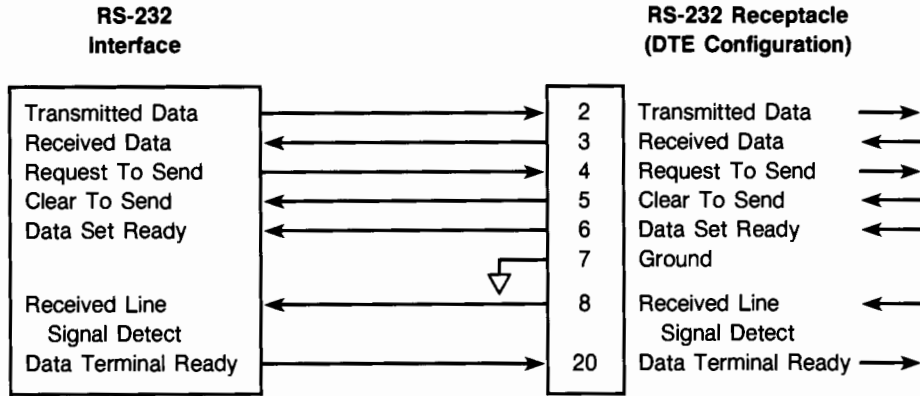 RS-232
Interface
RS-232 Receptacle
(DTE Configuration)
Transmitted Data
2
Transmitted Data
Received Data
3
Received Data
Request To Send
4
Request To Send
Clear To Send
5
Clear To Send
Data Set Ready
6
Data Set Ready
7
Ground
Received Line
Signal Detect
8
Received Line
Signal Detect
Data Terminal Ready
20
Data Terminal Ready